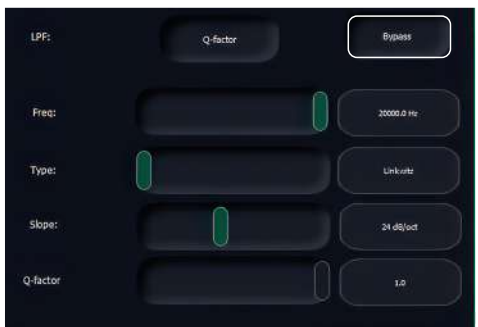 LPF: Q-factor Bypass
Freq: 20000.0 Hz
Type: Linkwitz
Slope: 24 dB/oct
Q-factor 1.0